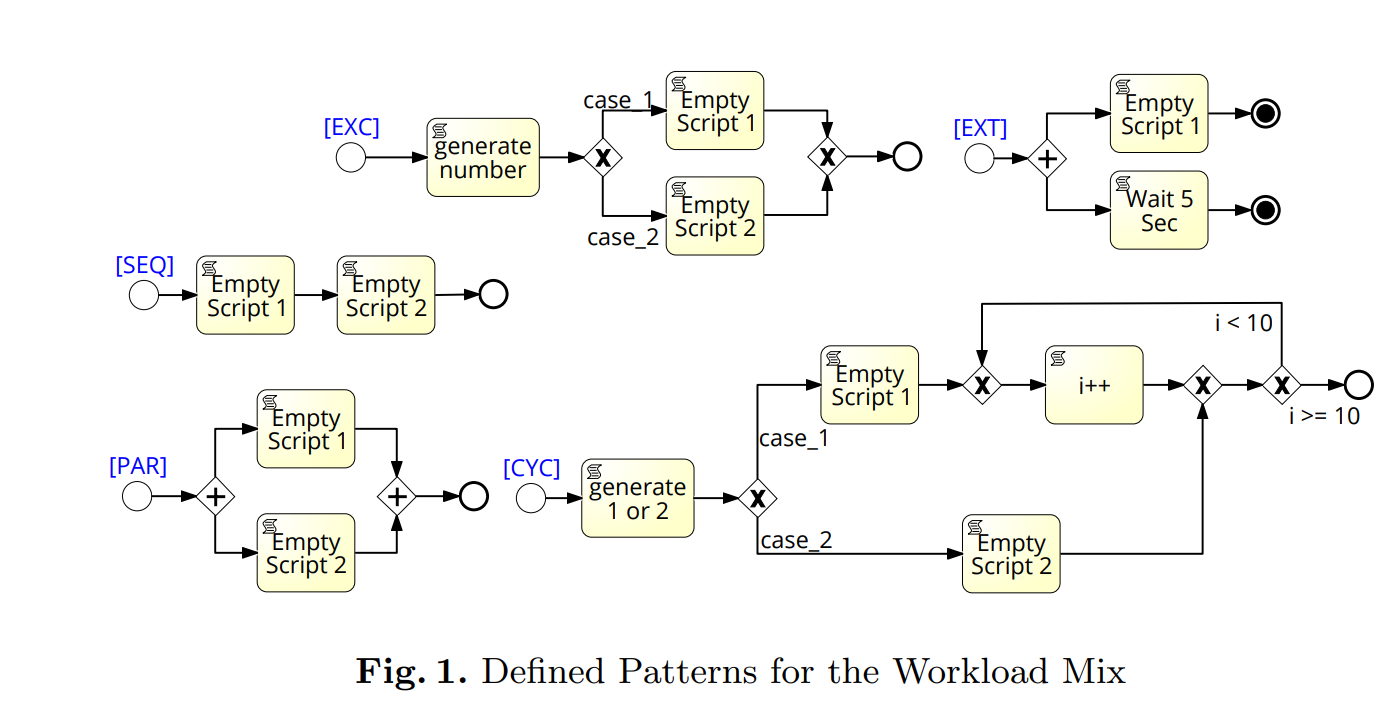 [EXC]
generate
number
case_1
case_2
Empty
Script 1
Empty
Script 2
X
X
[EXT]
+
Empty
Script 1
Wait 5
Sec
[SEQ]
Empty
Script 1
Empty
Script 2
[PAR]
+
Empty
Script 1
Empty
Script 2
+
[CYC]
generate
1 or 2
X
case_1
case_2
Empty
Script 1
X
i++
X
X
i < 10
i >= 10
Empty
Script 2
Fig. 1. Defined Patterns for the Workload Mix